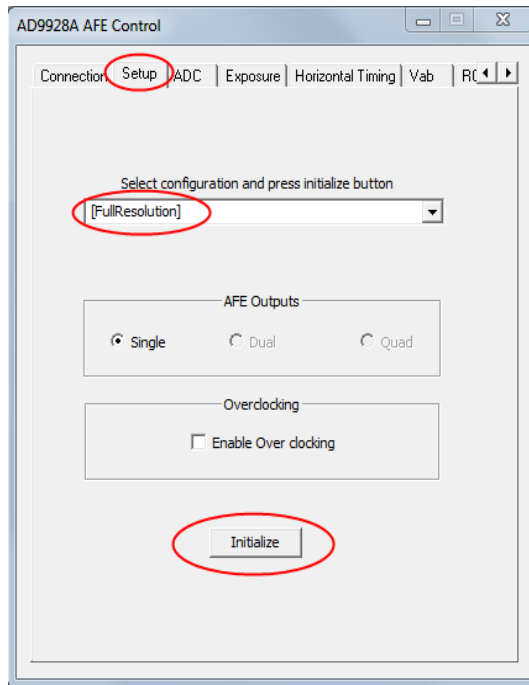 AD9928A AFE Control
Connection Setup ADC Exposure Horizontal Timing Vab
Select configuration and press initialize button
[FullResolution]
AFE Outputs
Single Dual Quad
Overclocking
Enable Over clocking
Initialize